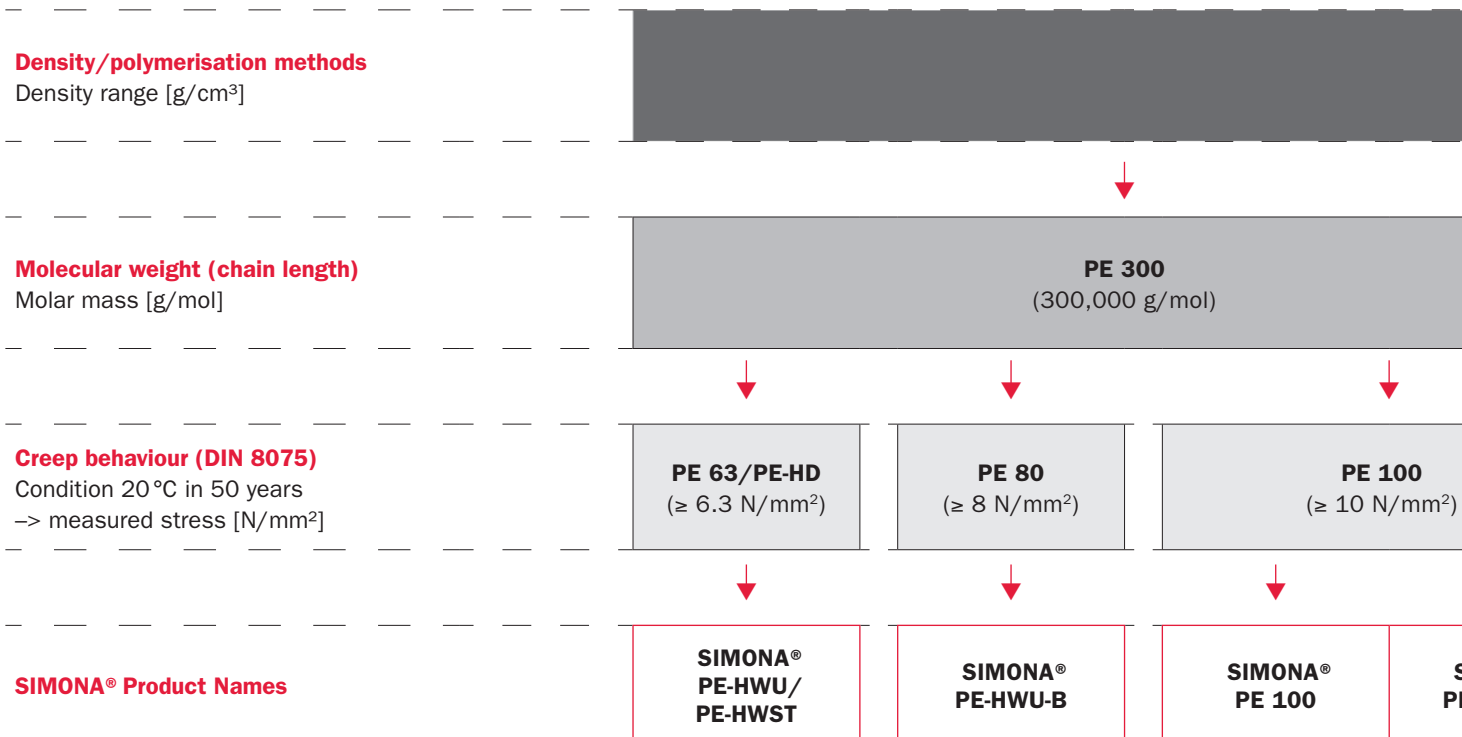 Density/polymerisation methods
Density range [g/cm³]
Molecular weight (chain length)
Molar mass [g/mol]
PE 300
(300,000 g/mol)
Creep behaviour (DIN 8075)
Condition 20 °C in 50 years
–> measured stress [N/mm²]
PE 63/PE-HD
(≥ 6.3 N/mm²)
PE 80
(≥ 8 N/mm²)
PE 100
(≥ 10 N/mm²)
SIMONA® Product Names
SIMONA®
PE-HWU/
PE-HWST
SIMONA®
PE-HWU-B
SIMONA®
PE 100